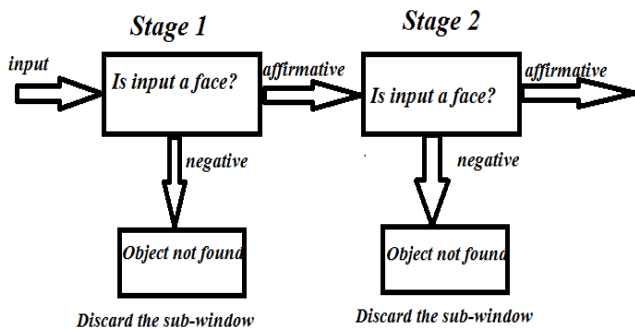 Stage 1
Stage 2
input
Is input a face?
affirmative
Is input a face?
affirmative
negative
negative
Object not found
Object not found
Discard the sub-window
Discard the sub-window